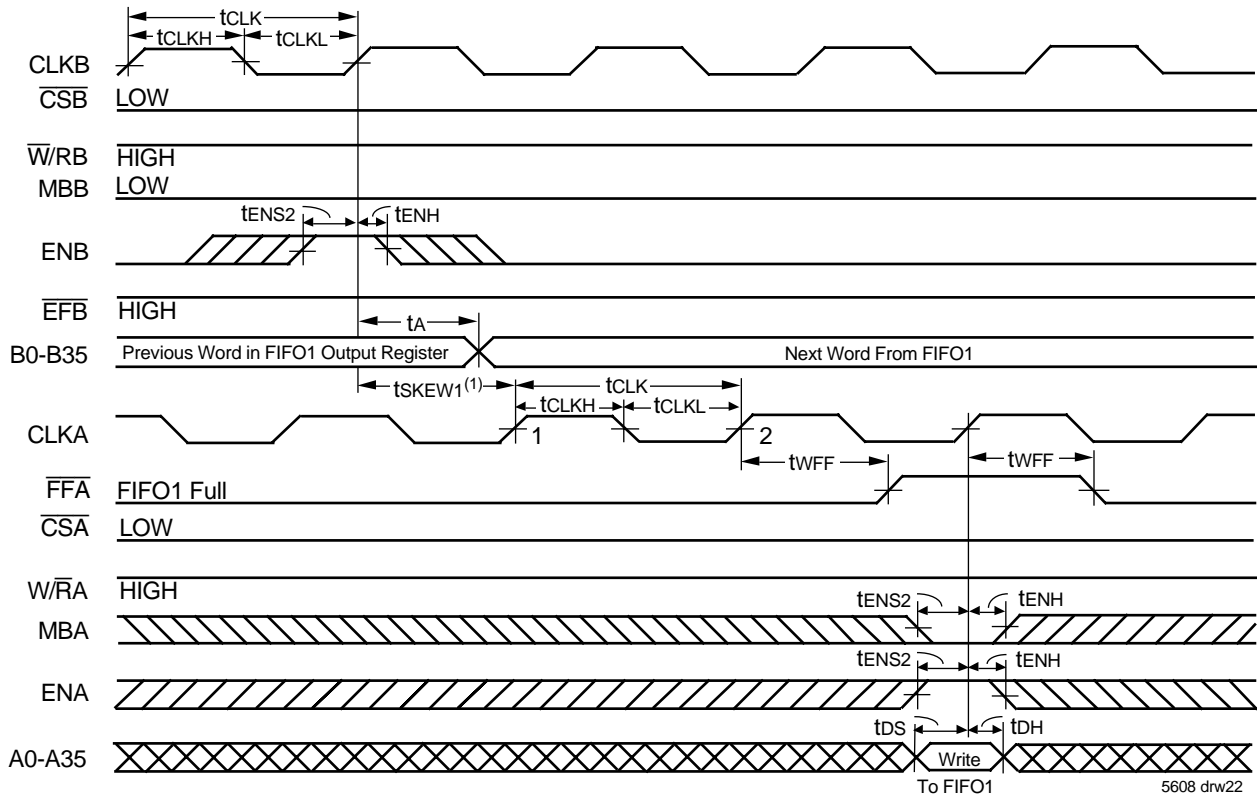 tCLK
tCLKH tCLKL
CLKB
CSB LOW
W/RB HIGH
MBB LOW
tENS2 tENH
ENB
EFB HIGH
tA
B0-B35 Previous Word in FIFO1 Output Register Next Word From FIFO1
tSKEW1(1) tCLK
tCLKH tCLKL
CLKA 1 2
tWFF tWFF
FFA FIFO1 Full
CSA LOW
W/RA HIGH
tENS2 tENH
MBA
tENS2 tENH
ENA
tDS tDH
A0-A35 Write
To FIFO1 5608 drw22